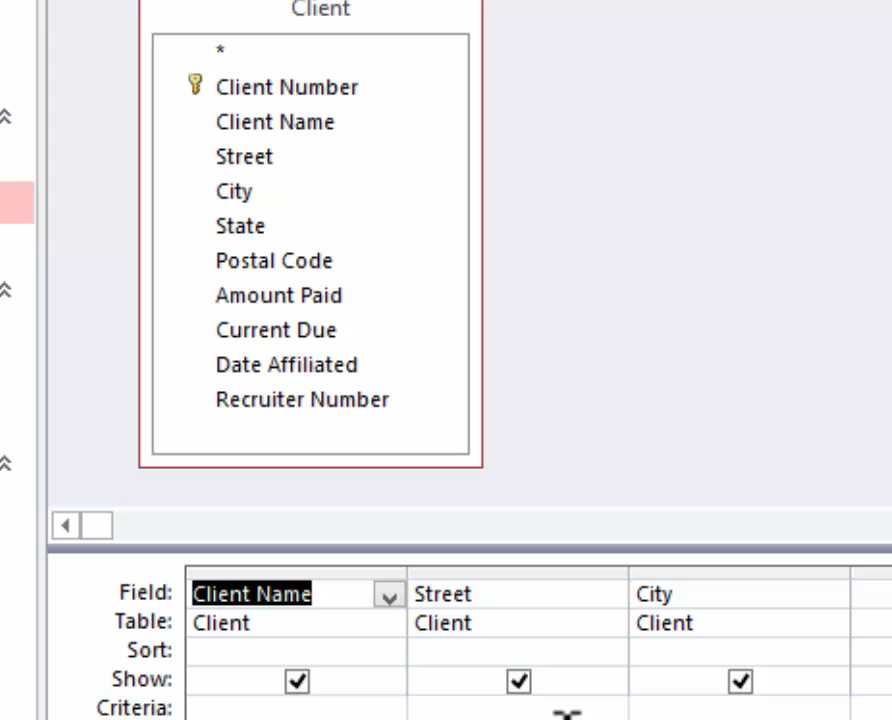 Client
*
Client Number
Client Name
Street
City
State
Postal Code
Amount Paid
Current Due
Date Affiliated
Recruiter Number
Field: Client Name Street City
Table: Client Client Client
Sort:
Show:
Criteria: